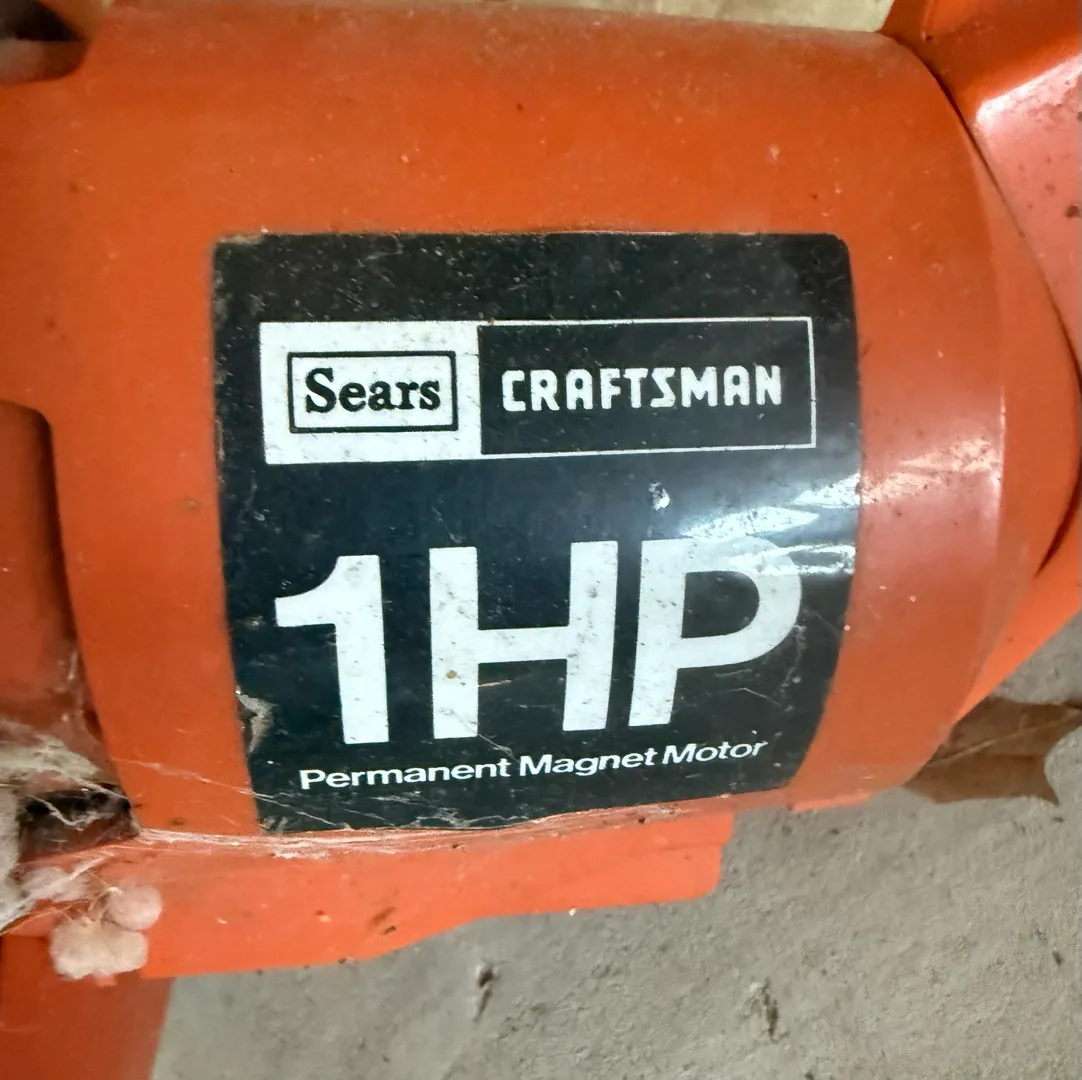 Sears CRAFTSMAN
1HP
Permanent Magnet Motor